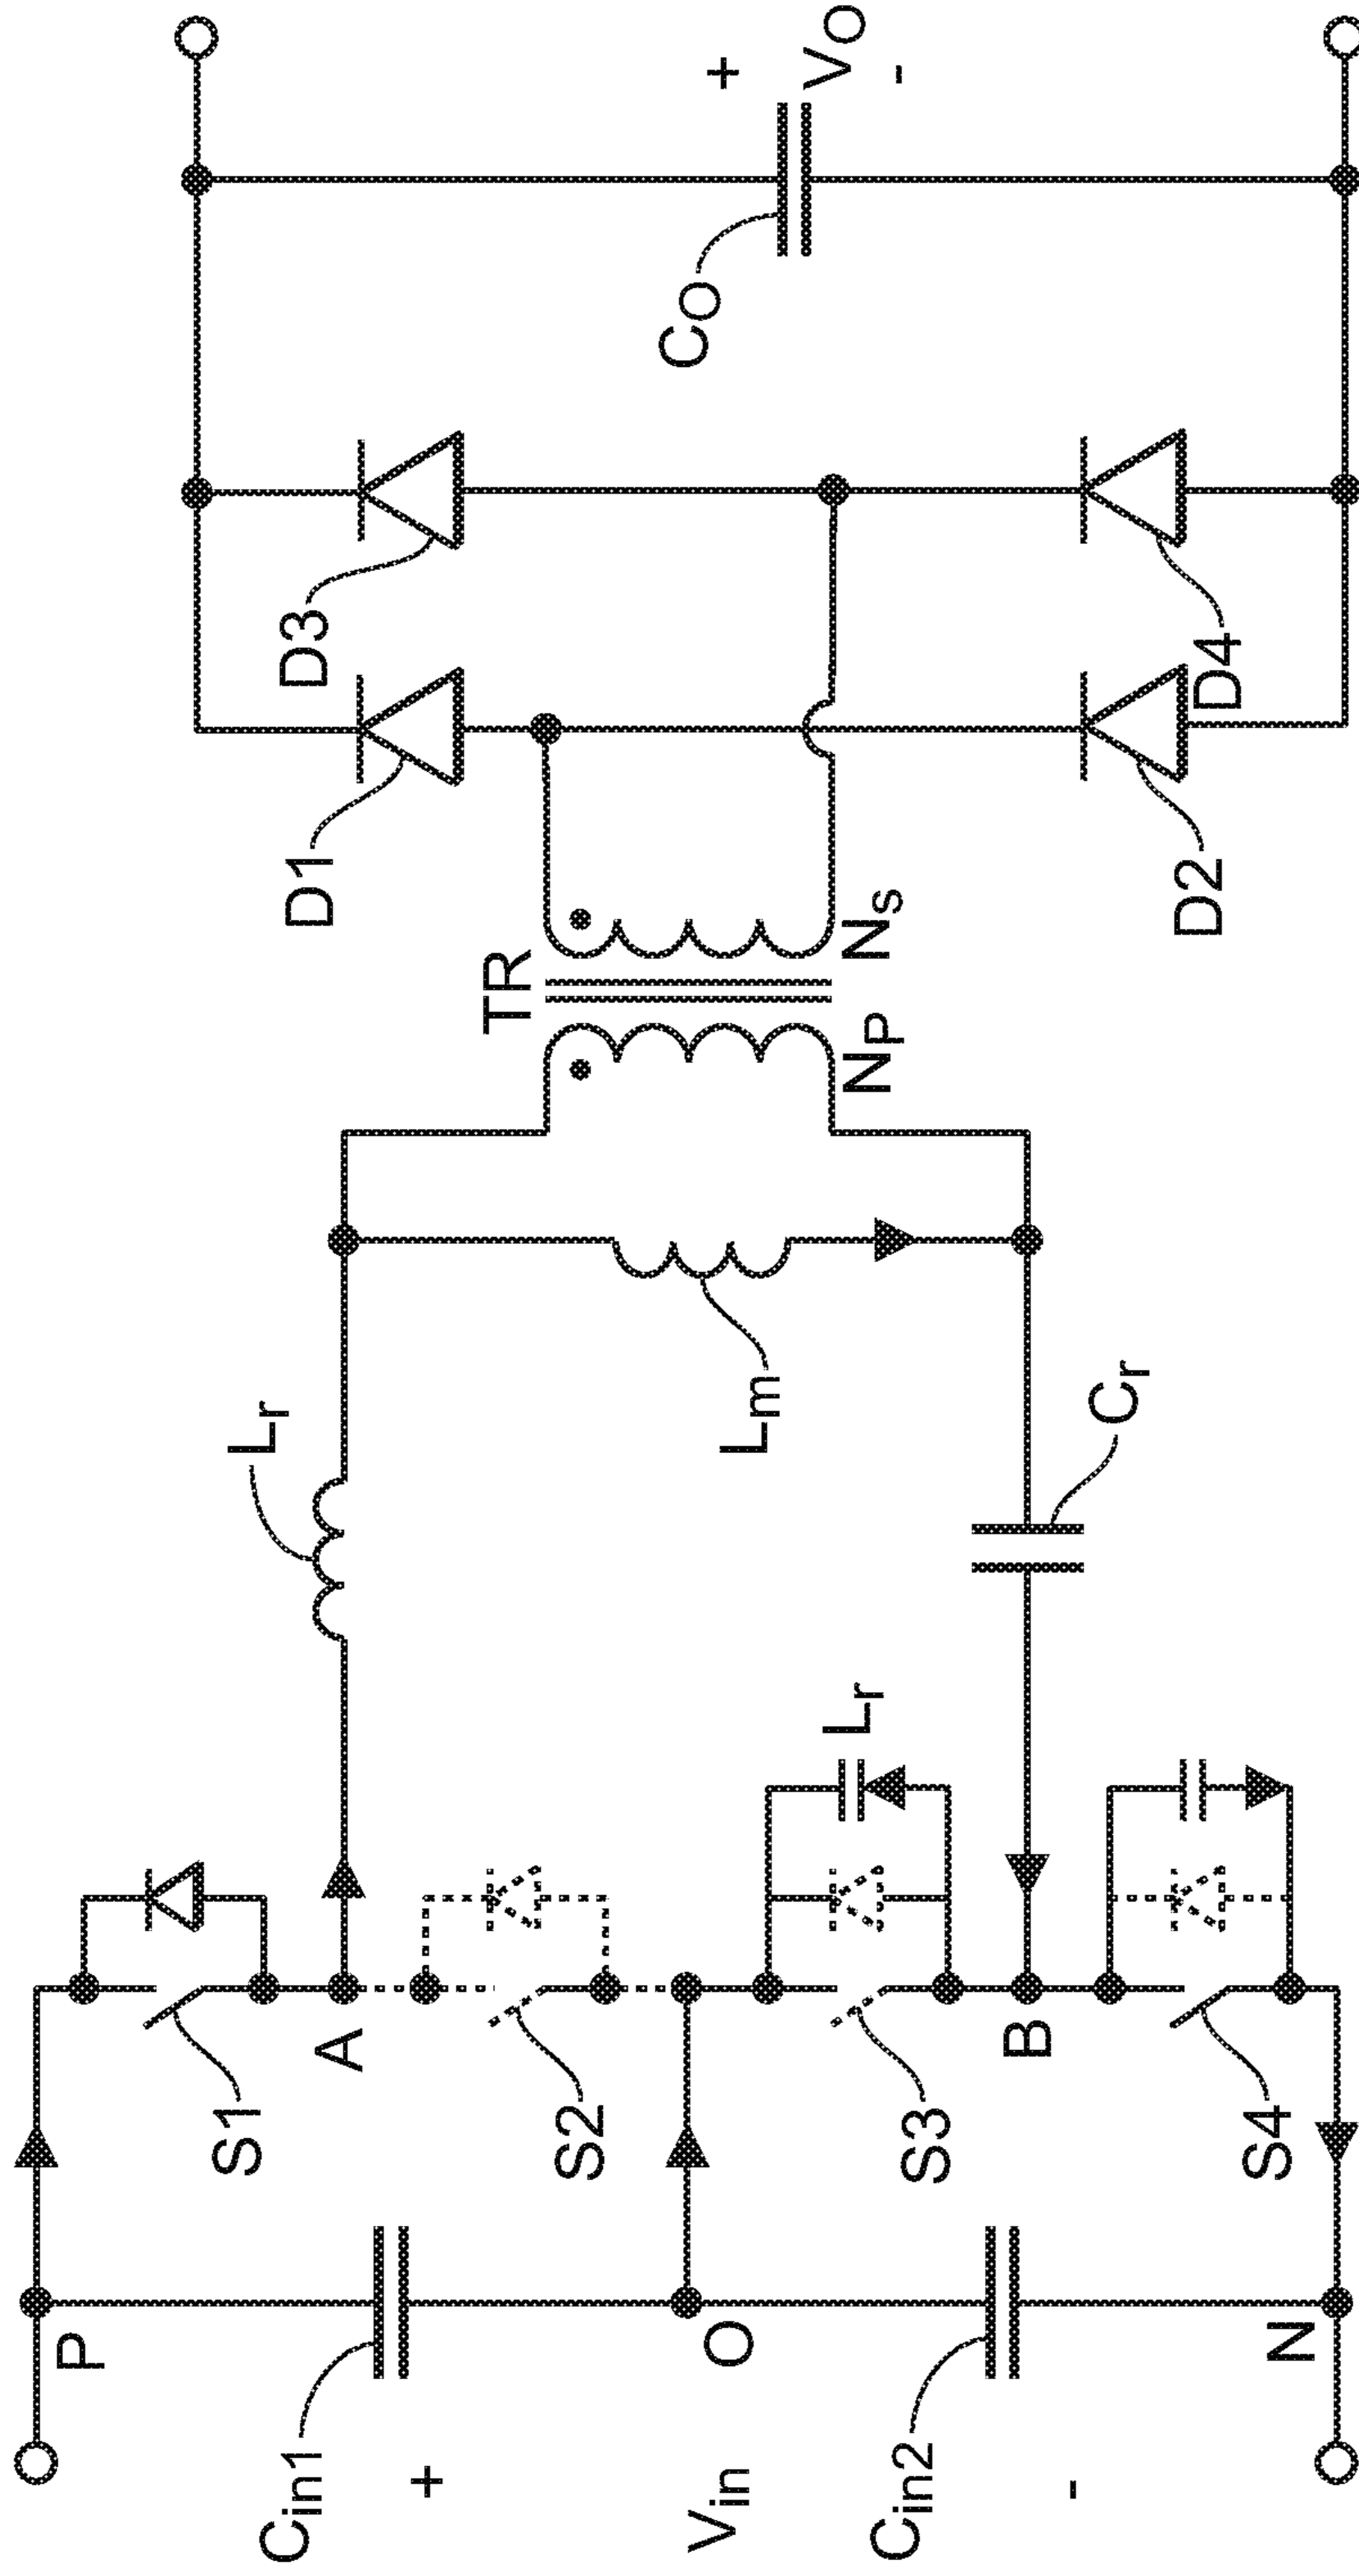 P
C_in1
+
V_in
O
C_in2
-
N
S1
A
S2
S3
B
S4
L_r
L_r
L_m
C_r
TR
N_P
N_S
D1
D3
D2
D4
C_O
+
V_O
-